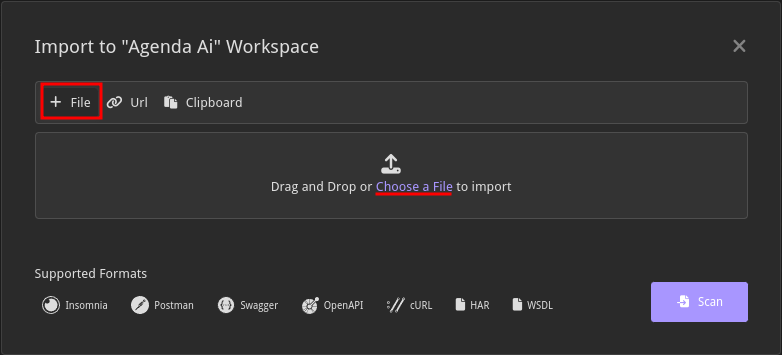 Import to "Agenda Ai" Workspace
File Url Clipboard
Drag and Drop or Choose a File to import
Supported Formats
Insomnia Postman Swagger OpenAPI cURL HAR WSDL
Scan